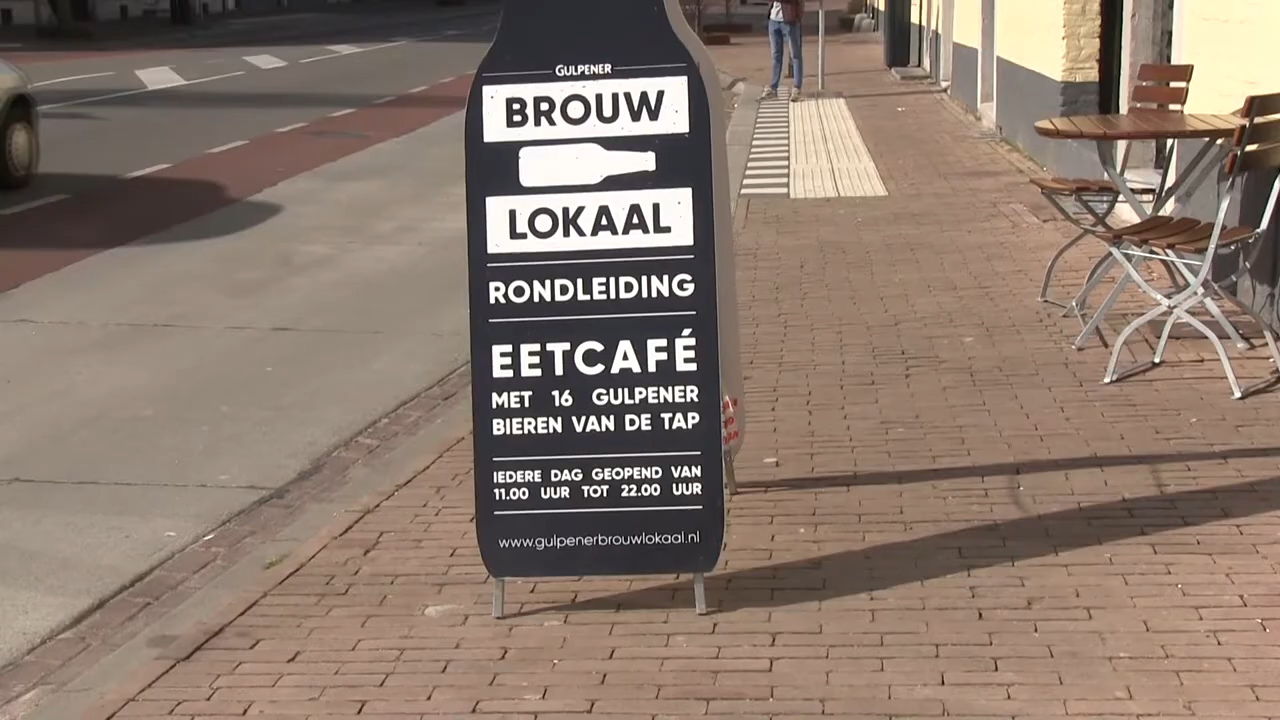 GULPENER
BROUW
LOKAAL
RONDLEIDING
EETCAFÉ
MET 16 GULPENER
BIEREN VAN DE TAP
IEDERE DAG GEOPEND VAN
11.00 UUR TOT 22.00 UUR
www.gulpenerbrouwlokaal.nl